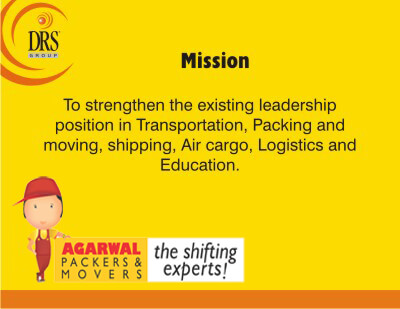 DRS
GROUP
Mission
To strengthen the existing leadership
position in Transportation, Packing and
moving, shipping, Air cargo, Logistics and
Education.
AGARWAL
PACKERS &
MOVERS
the shifting
experts!